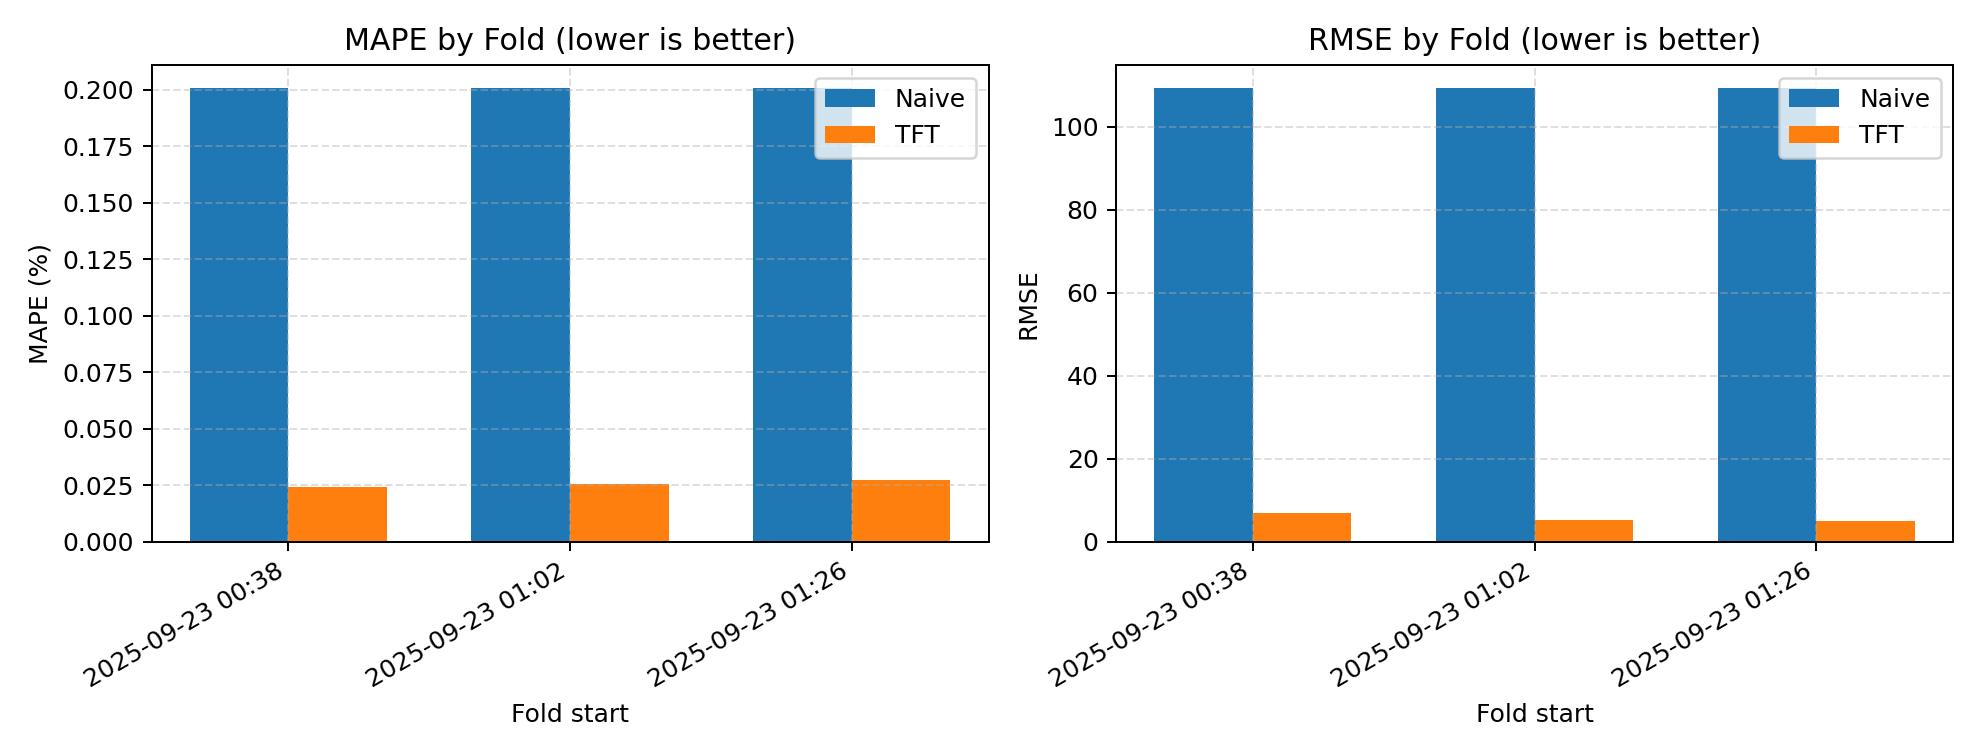 MAPE by Fold (lower is better)
MAPE (%)
0.200
0.175
0.150
0.125
0.100
0.075
0.050
0.025
0.000
Naive
TFT
2025-09-23 00:38
2025-09-23 01:02
2025-09-23 01:26
Fold start
RMSE by Fold (lower is better)
RMSE
100
80
60
40
20
0
Naive
TFT
2025-09-23 00:38
2025-09-23 01:02
2025-09-23 01:26
Fold start